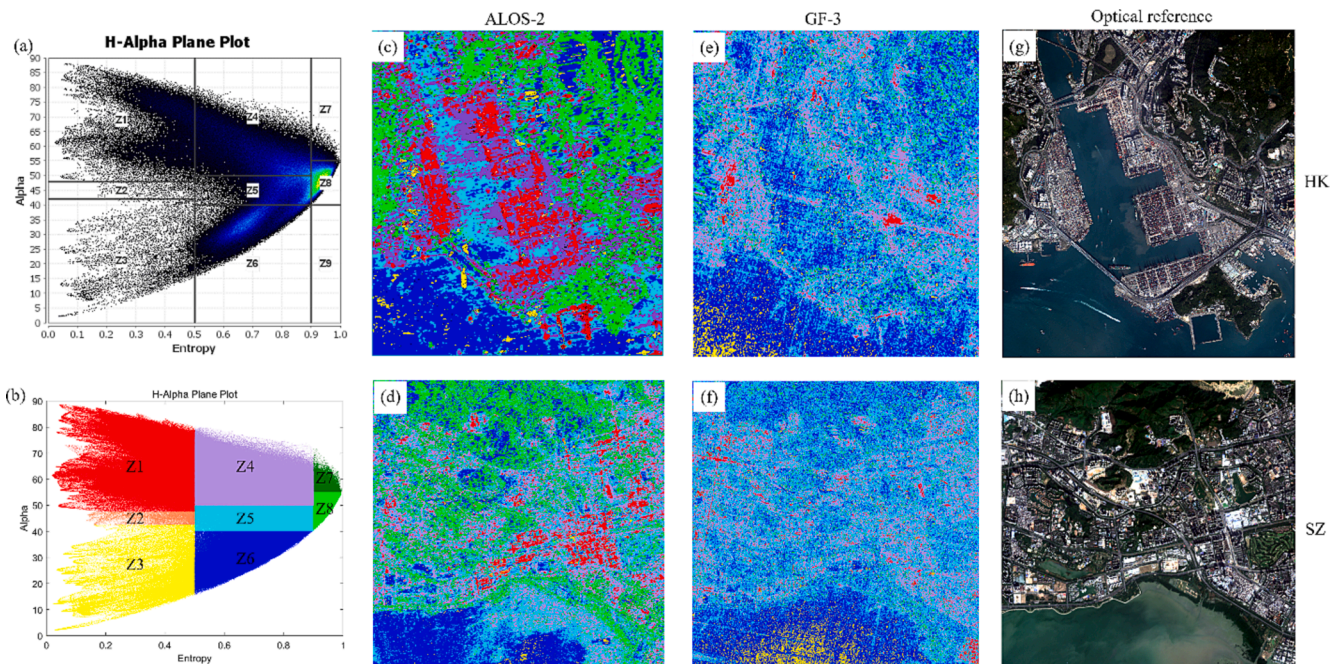 ALOS-2
GF-3
Optical reference
(a)
H-Alpha Plane Plot
90
85
80
75
70
65
60
55
50
45
40
35
30
25
20
15
10
5
0
Alpha
Z1
Z2
Z3
Z4
Z5
Z6
Z7
Z8
Z9
0.0
0.1
0.2
0.3
0.4
0.5
0.6
0.7
0.8
0.9
1.0
Entropy
(c)
(e)
(g)
HK
(b)
H-Alpha Plane Plot
90
80
70
60
50
40
30
20
10
0
Alpha
Z1
Z2
Z3
Z4
Z5
Z6
Z7
Z8
0
0.2
0.4
0.6
0.8
1
Entropy
(d)
(f)
(h)
SZ